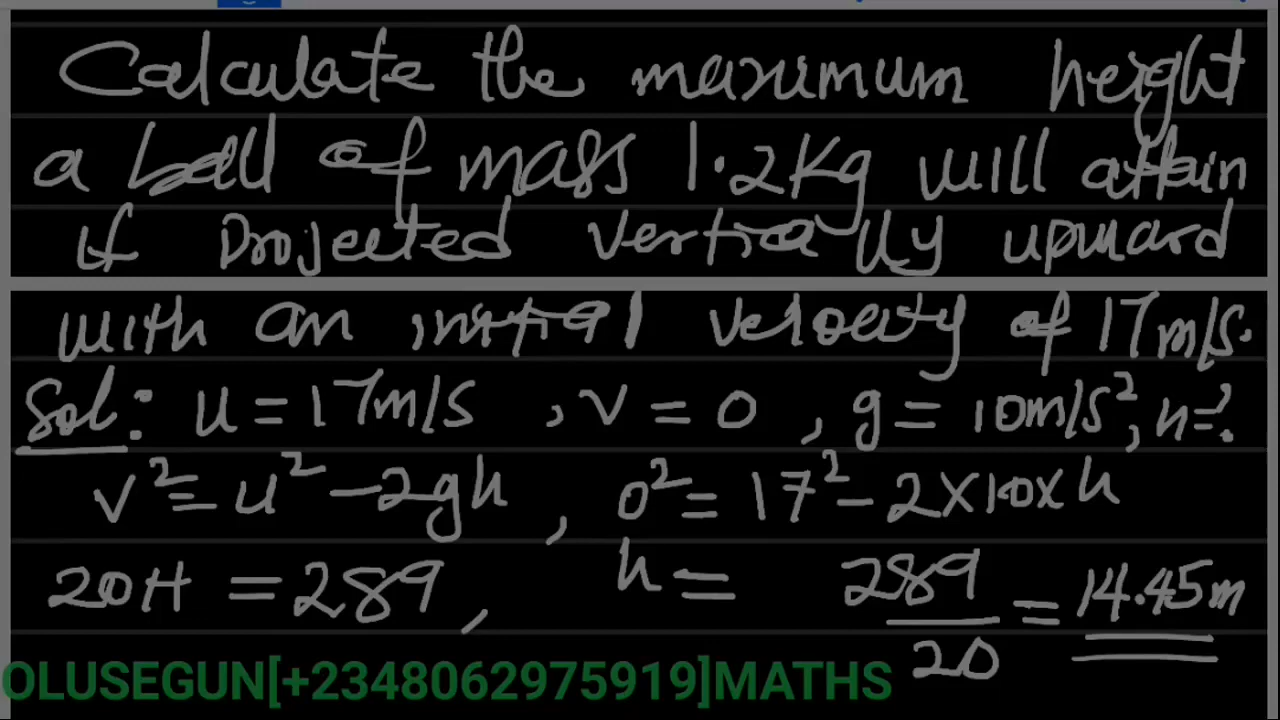 Calculate the maximum height
a ball of mass 1.2Kg will attain
if projected vertically upward
with an initial velocity of 17m/s.
Sol: u = 17m/s , v = 0 , g = 10m/s², h=?
v² = u² - 2gh , 0² = 17² - 2×10×h
20H = 289 , h = 289/20 = 14.45m
OLUSEGUN[+2348062975919]MATHS